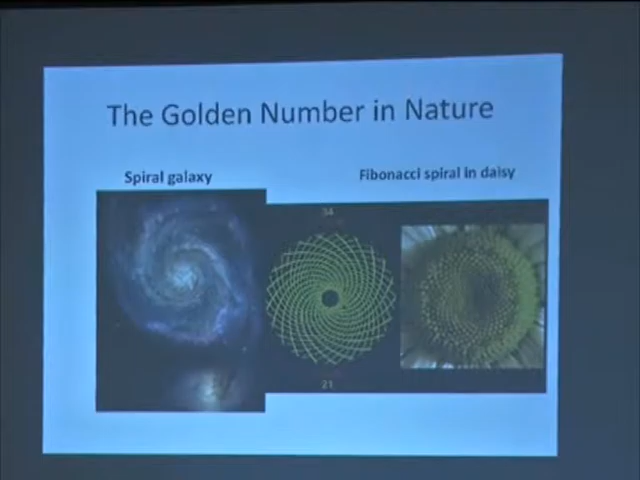 The Golden Number in Nature
Spiral galaxy
Fibonacci spiral in daisy
34
21